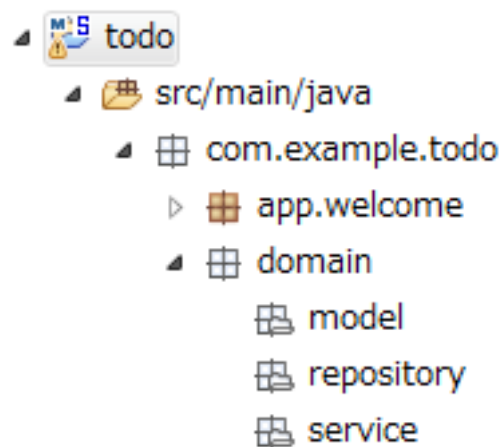 todo
src/main/java
com.example.todo
app.welcome
domain
model
repository
service